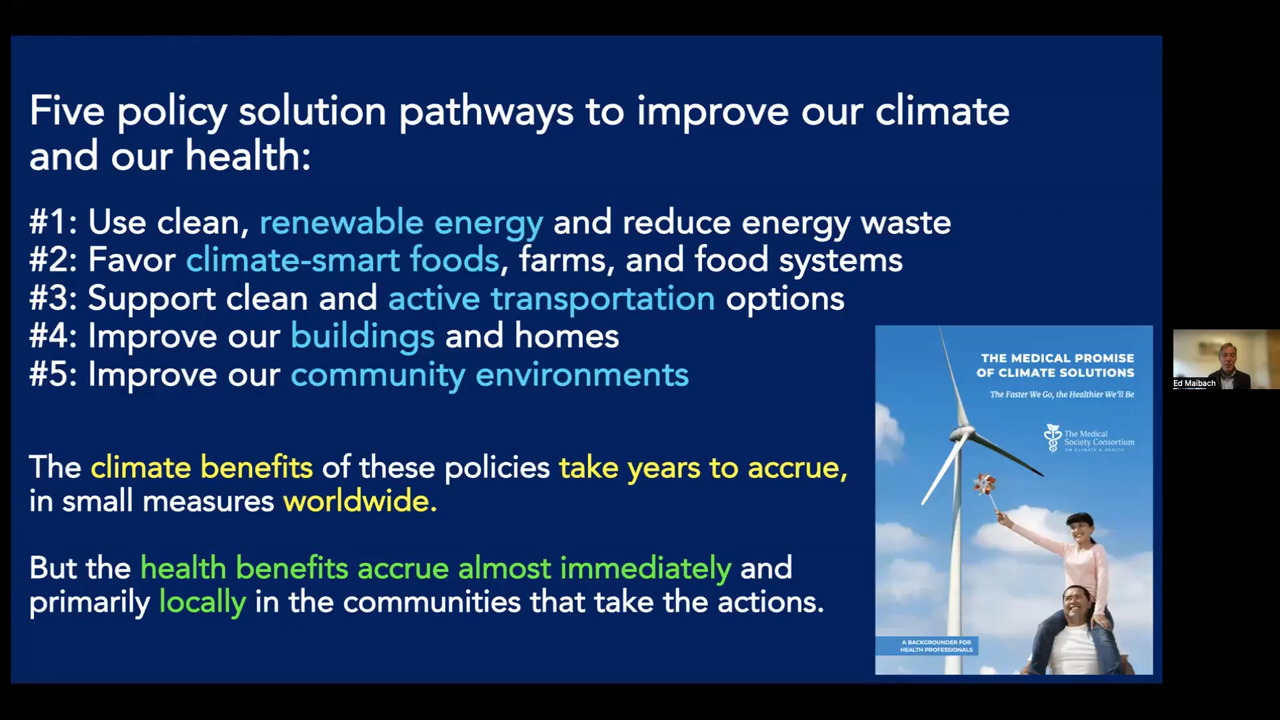 Five policy solution pathways to improve our climate
and our health:
#1: Use clean, renewable energy and reduce energy waste
#2: Favor climate-smart foods, farms, and food systems
#3: Support clean and active transportation options
#4: Improve our buildings and homes
#5: Improve our community environments
The climate benefits of these policies take years to accrue,
in small measures worldwide.
But the health benefits accrue almost immediately and
primarily locally in the communities that take the actions.
THE MEDICAL PROMISE
OF CLIMATE SOLUTIONS
The Faster We Go, the Healthier We'll Be
The Medical
Society Consortium
ON CLIMATE & HEALTH
A BACKGROUNDER FOR
HEALTH PROFESSIONALS
Ed Maibach